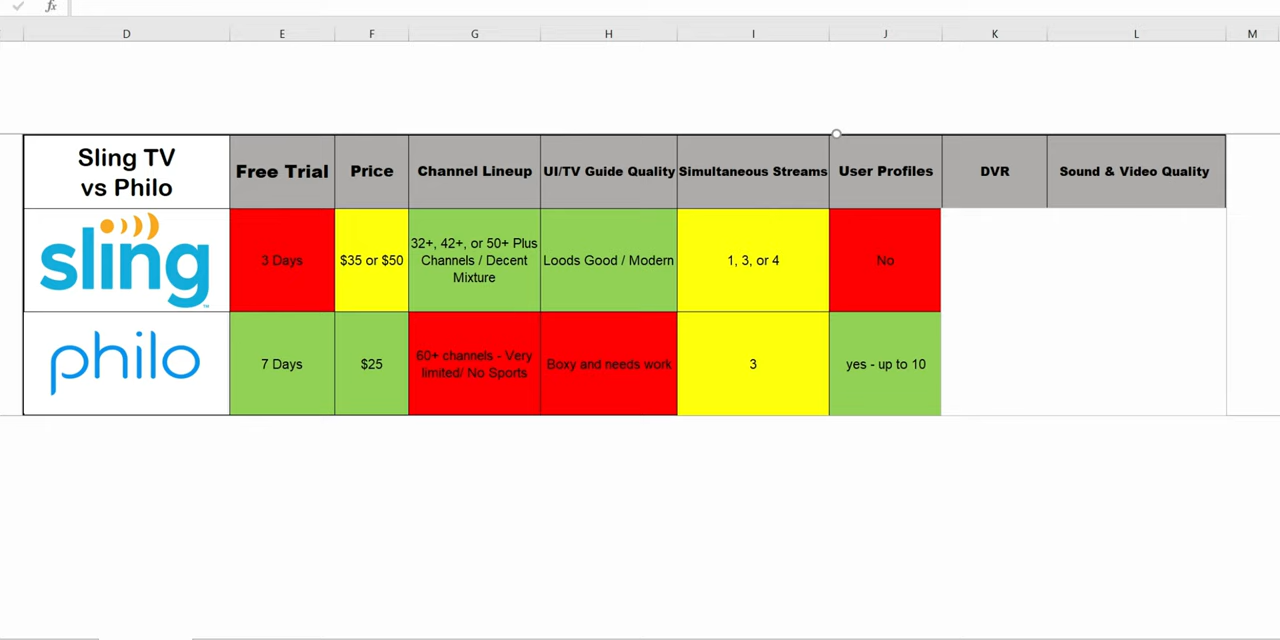 fx
D E F G H I J K L M
Sling TV
vs Philo
Free Trial
Price
Channel Lineup
UI/TV Guide Quality
Simultaneous Streams
User Profiles
DVR
Sound & Video Quality
sling
3 Days
$35 or $50
32+, 42+, or 50+ Plus
Channels / Decent
Mixture
Loods Good / Modern
1, 3, or 4
No
philo
7 Days
$25
60+ channels - Very
limited/ No Sports
Boxy and needs work
3
yes - up to 10